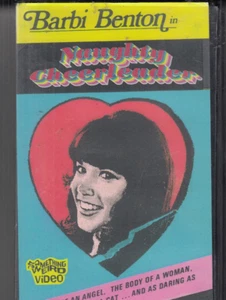 Barbi Benton in
Naughty
Cheerleader
SOMETHING
WEIRD
VIDEO
AN ANGEL. THE BODY OF A WOMAN,
CAT... AND AS DARING AS